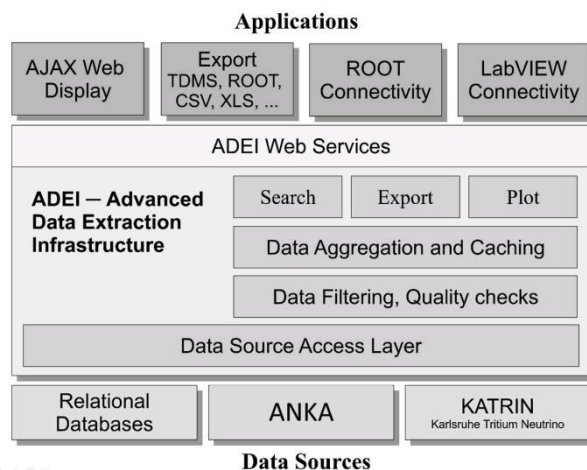 Applications
AJAX Web
Display
Export
TDMS, ROOT,
CSV, XLS, ...
ROOT
Connectivity
LabVIEW
Connectivity
ADEI Web Services
ADEI — Advanced
Data Extraction
Infrastructure
Search
Export
Plot
Data Aggregation and Caching
Data Filtering, Quality checks
Data Source Access Layer
Relational
Databases
ANKA
KATRIN
Karlsruhe Tritium Neutrino
Data Sources